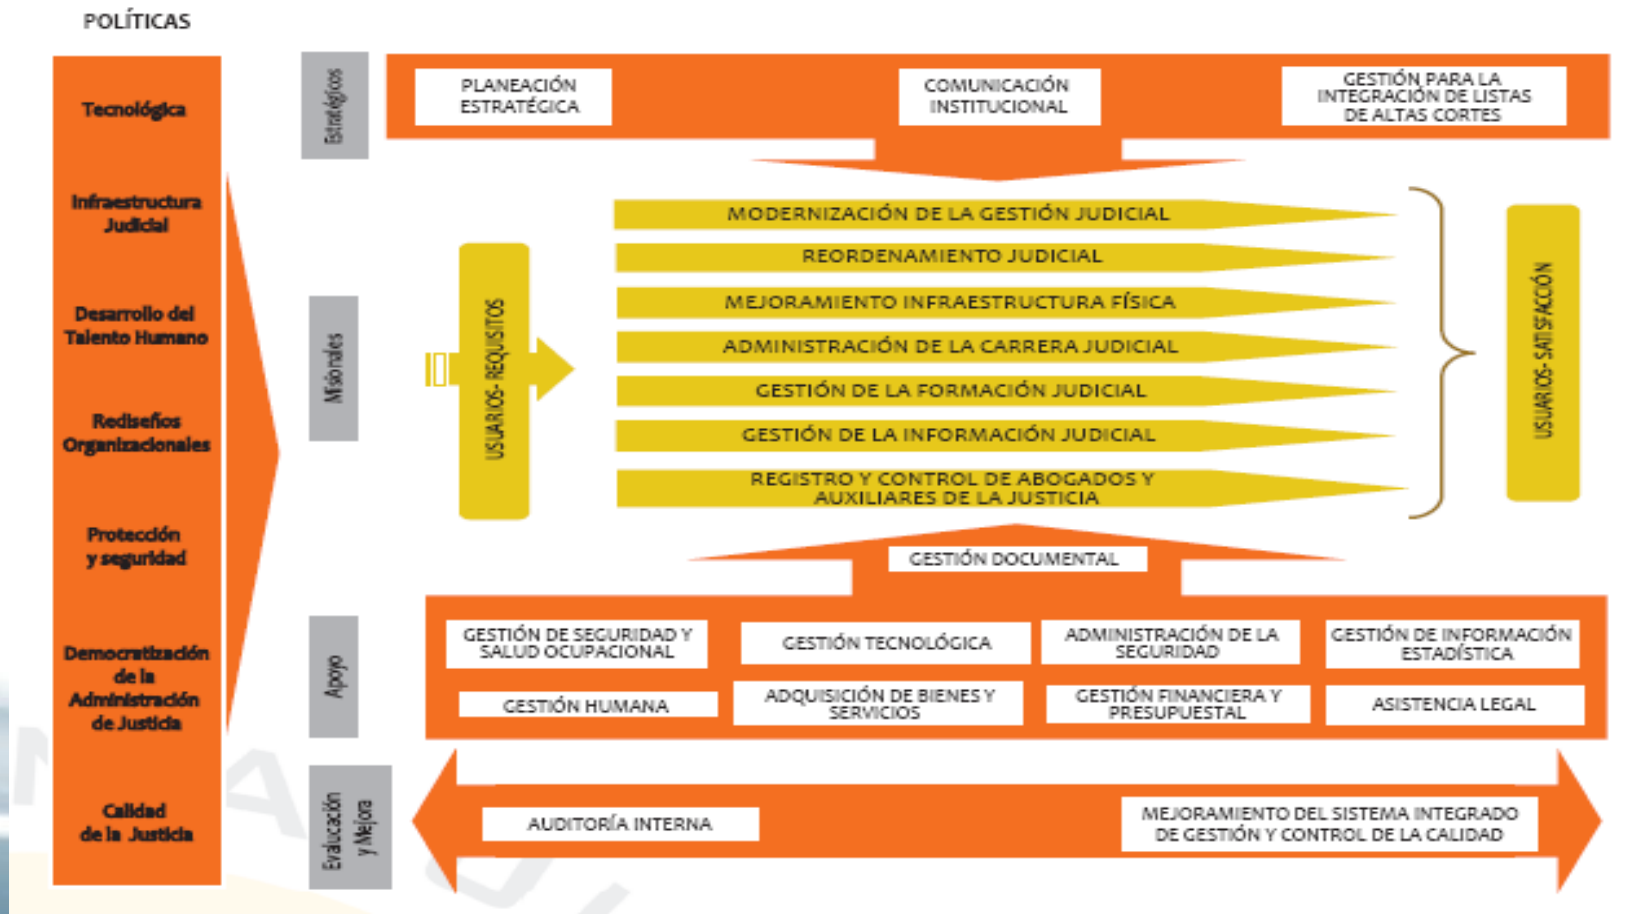 POLÍTICAS
Tecnológica
Infraestructura
Judicial
Desarrollo del
Talento Humano
Rediseños
Organizacionales
Protección
y seguridad
Democratización
de la
Administración
de Justicia
Calidad
de la Justicia
Estratégicos
PLANEACIÓN
ESTRATÉGICA
COMUNICACIÓN
INSTITUCIONAL
GESTIÓN PARA LA
INTEGRACIÓN DE LISTAS
DE ALTAS CORTES
Misionales
USUARIOS- REQUISITOS
MODERNIZACIÓN DE LA GESTIÓN JUDICIAL
REORDENAMIENTO JUDICIAL
MEJORAMIENTO INFRAESTRUCTURA FÍSICA
ADMINISTRACIÓN DE LA CARRERA JUDICIAL
GESTIÓN DE LA FORMACIÓN JUDICIAL
GESTIÓN DE LA INFORMACIÓN JUDICIAL
REGISTRO Y CONTROL DE ABOGADOS Y
AUXILIARES DE LA JUSTICIA
USUARIOS- SATISFACCIÓN
Apoyo
GESTIÓN DOCUMENTAL
GESTIÓN DE SEGURIDAD Y
SALUD OCUPACIONAL
GESTIÓN TECNOLÓGICA
ADMINISTRACIÓN DE LA
SEGURIDAD
GESTIÓN DE INFORMACIÓN
ESTADÍSTICA
GESTIÓN HUMANA
ADQUISICIÓN DE BIENES Y
SERVICIOS
GESTIÓN FINANCIERA Y
PRESUPUESTAL
ASISTENCIA LEGAL
Evalucación
y Mejora
AUDITORÍA INTERNA
MEJORAMIENTO DEL SISTEMA INTEGRADO
DE GESTIÓN Y CONTROL DE LA CALIDAD